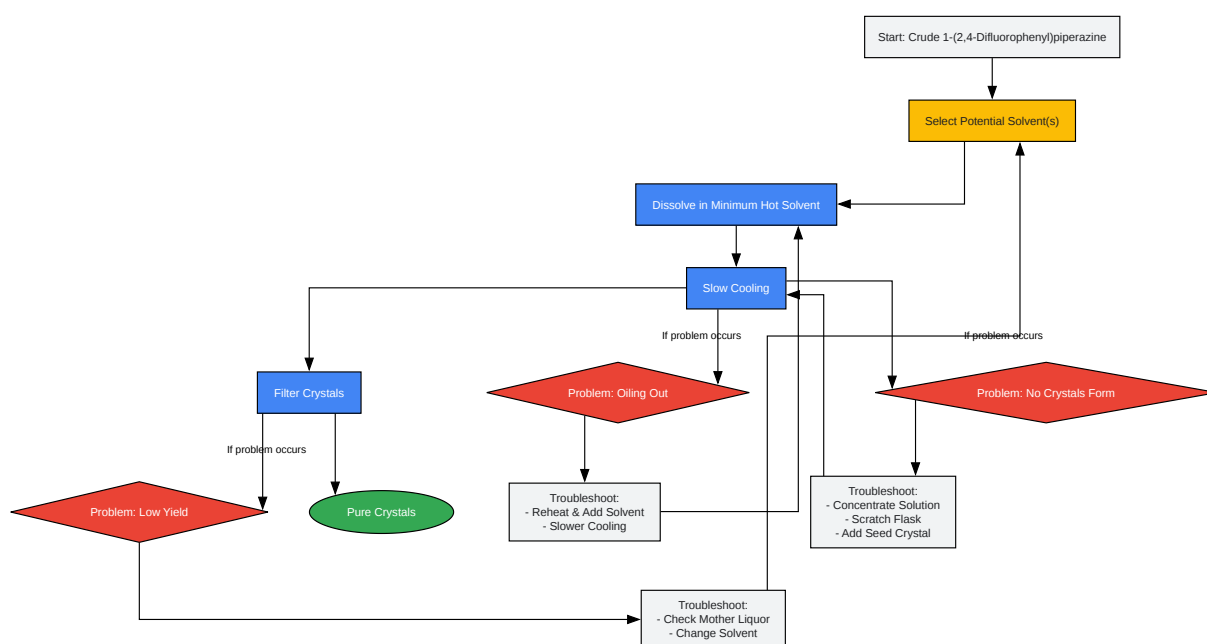 Start: Crude 1-(2,4-Difluorophenyl)piperazine
Select Potential Solvent(s)
Dissolve in Minimum Hot Solvent
Slow Cooling
If problem occurs
If problem occurs
Filter Crystals
Problem: Oiling Out
Problem: No Crystals Form
If problem occurs
Problem: Low Yield
Pure Crystals
Troubleshoot:
- Reheat & Add Solvent
- Slower Cooling
Troubleshoot:
- Concentrate Solution
- Scratch Flask
- Add Seed Crystal
Troubleshoot:
- Check Mother Liquor
- Change Solvent